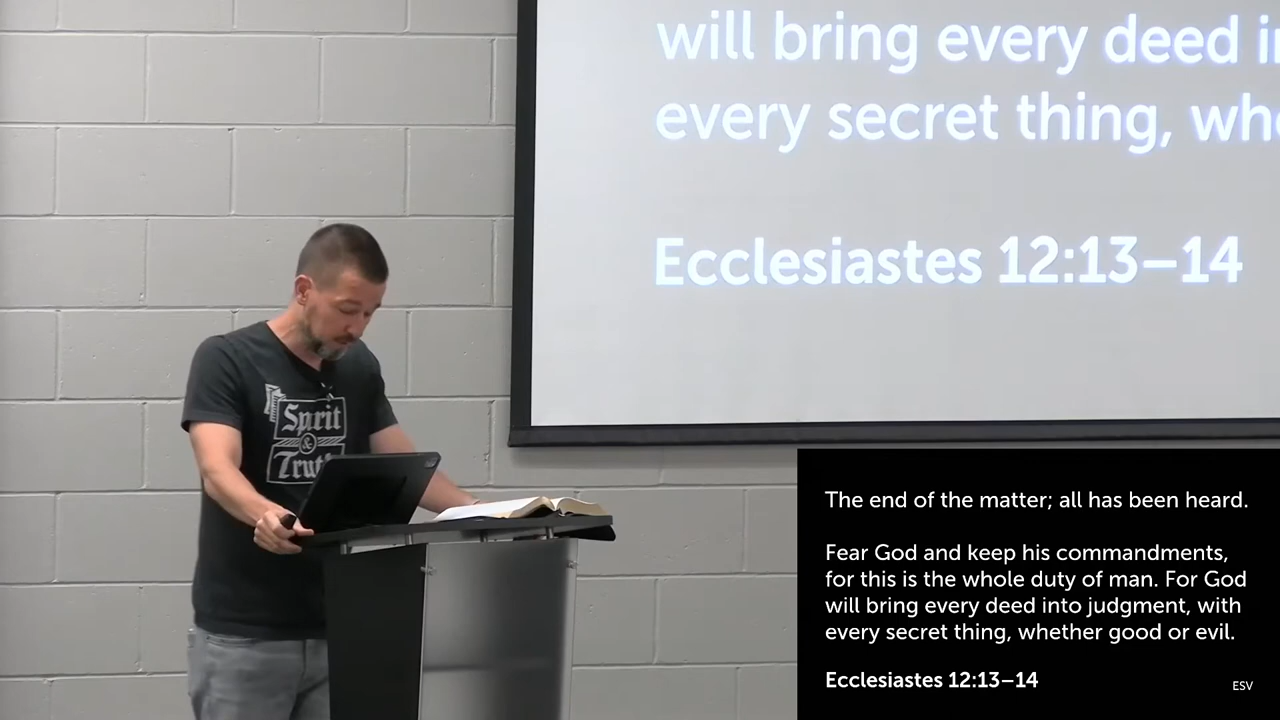 will bring every deed
every secret thing,
Ecclesiastes 12:13–14
Spirit
&
The end of the matter; all has been heard.
Fear God and keep his commandments,
for this is the whole duty of man. For God
will bring every deed into judgment, with
every secret thing, whether good or evil.
Ecclesiastes 12:13–14
ESV